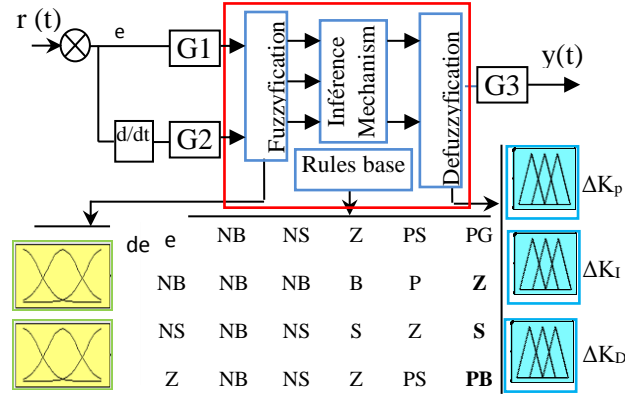 r (t)
e
G1
G2
d/dt
Fuzzyfication
Inférence
Mechanism
Defuzzyfication
Rules base
G3
y(t)
ΔKp
ΔKI
ΔKD
de e NB NS Z PS PG
NB NB NB B P Z
NS NB NS S Z S
Z NB NS Z PS PB